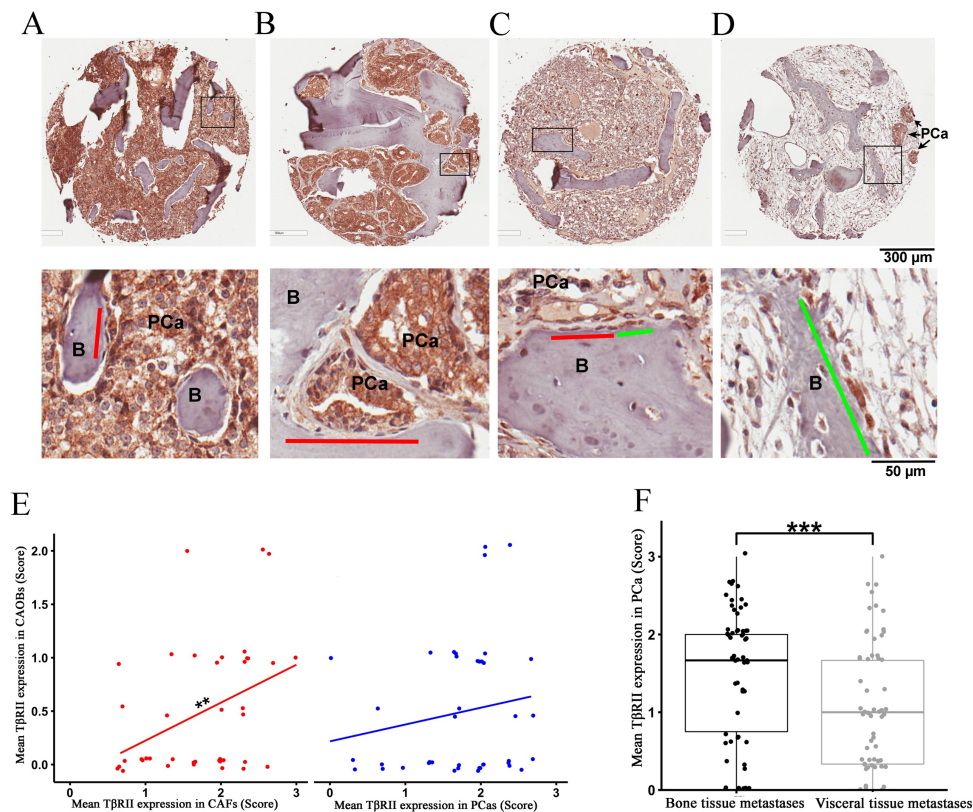 A
B
C
D
PCa
300 μm
B
PCa
B
PCa
PCa
PCa
B
B
50 μm
E
Mean TβRII expression in CAOBs (Score)
2.0
1.5
1.0
0.5
0.0
**
0 1 2 3
0 1 2 3
Mean TβRII expression in CAFs (Score)
Mean TβRII expression in PCas (Score)
F
Mean TβRII expression in PCa (Score)
***
3
2
1
0
Bone tissue metastases
Visceral tissue metastases